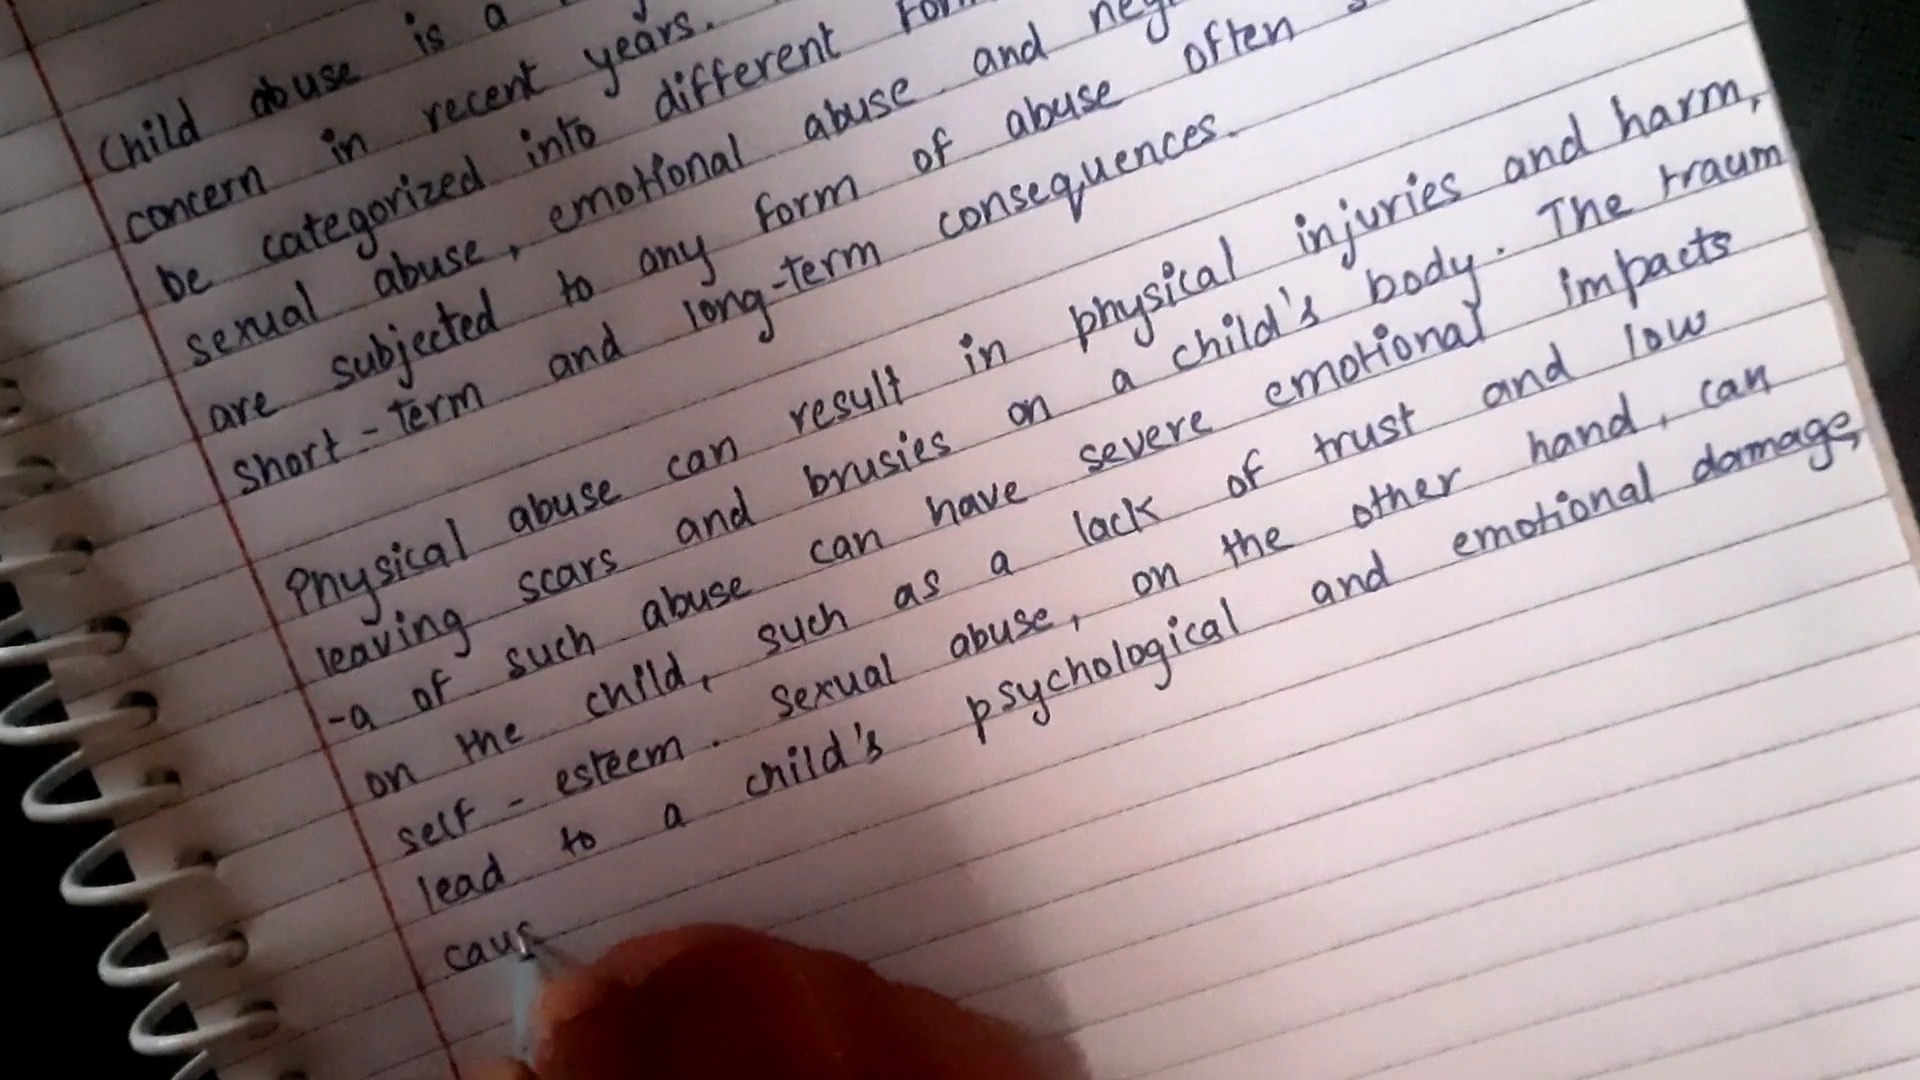 Child abuse is a
concern in recent years.
be categorized into different
sexual abuse, emotional abuse and
are subjected to any form of abuse often
short-term and long-term consequences.
Physical abuse can result in physical injuries and harm,
leaving scars and brusies on a child's body. The traum
-a of such abuse can have severe emotional impacts
on the child, such as a lack of trust and low
self-esteem. sexual abuse, on the other hand, can
lead to a child's psychological and emotional damage,
caus